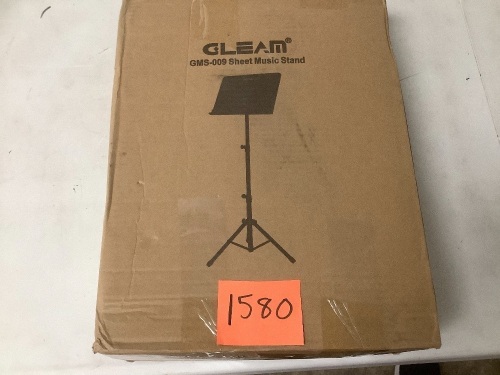 GLEAM®
GMS-009 Sheet Music Stand
1580